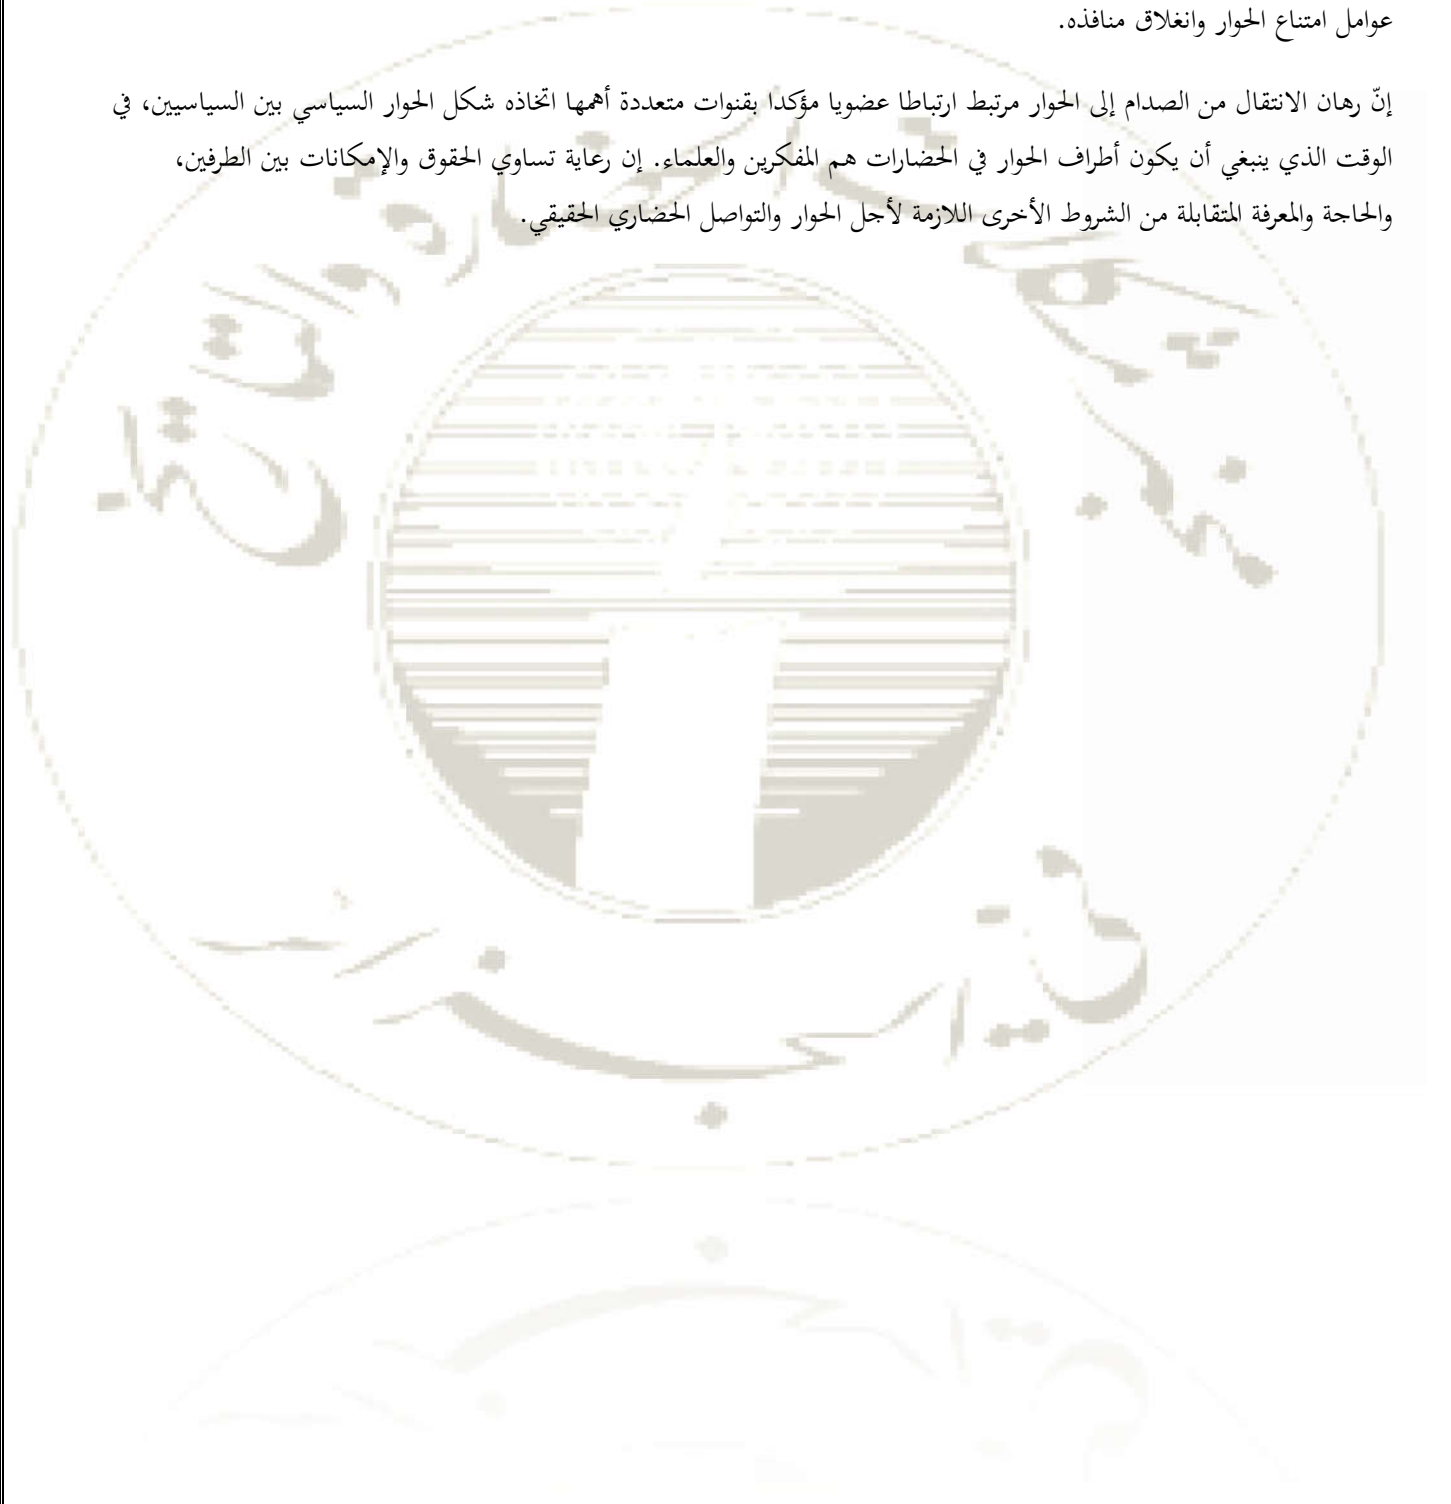 عوامل امتناع الحوار وانغلاق منافذه.
إنّ رهان الانتقال من الصدام إلى الحوار مرتبط ارتباطا عضويا مؤكدا بقنوات متعددة أهمها اتخاذه شكل الحوار السياسي بين السياسيين، في
الوقت الذي ينبغي أن يكون أطراف الحوار في الحضارات هم المفكرين والعلماء. إن رعاية تساوي الحقوق والإمكانات بين الطرفين،
والحاجة والمعرفة المتقابلة من الشروط الأخرى اللازمة لأجل الحوار والتواصل الحضاري الحقيقي.